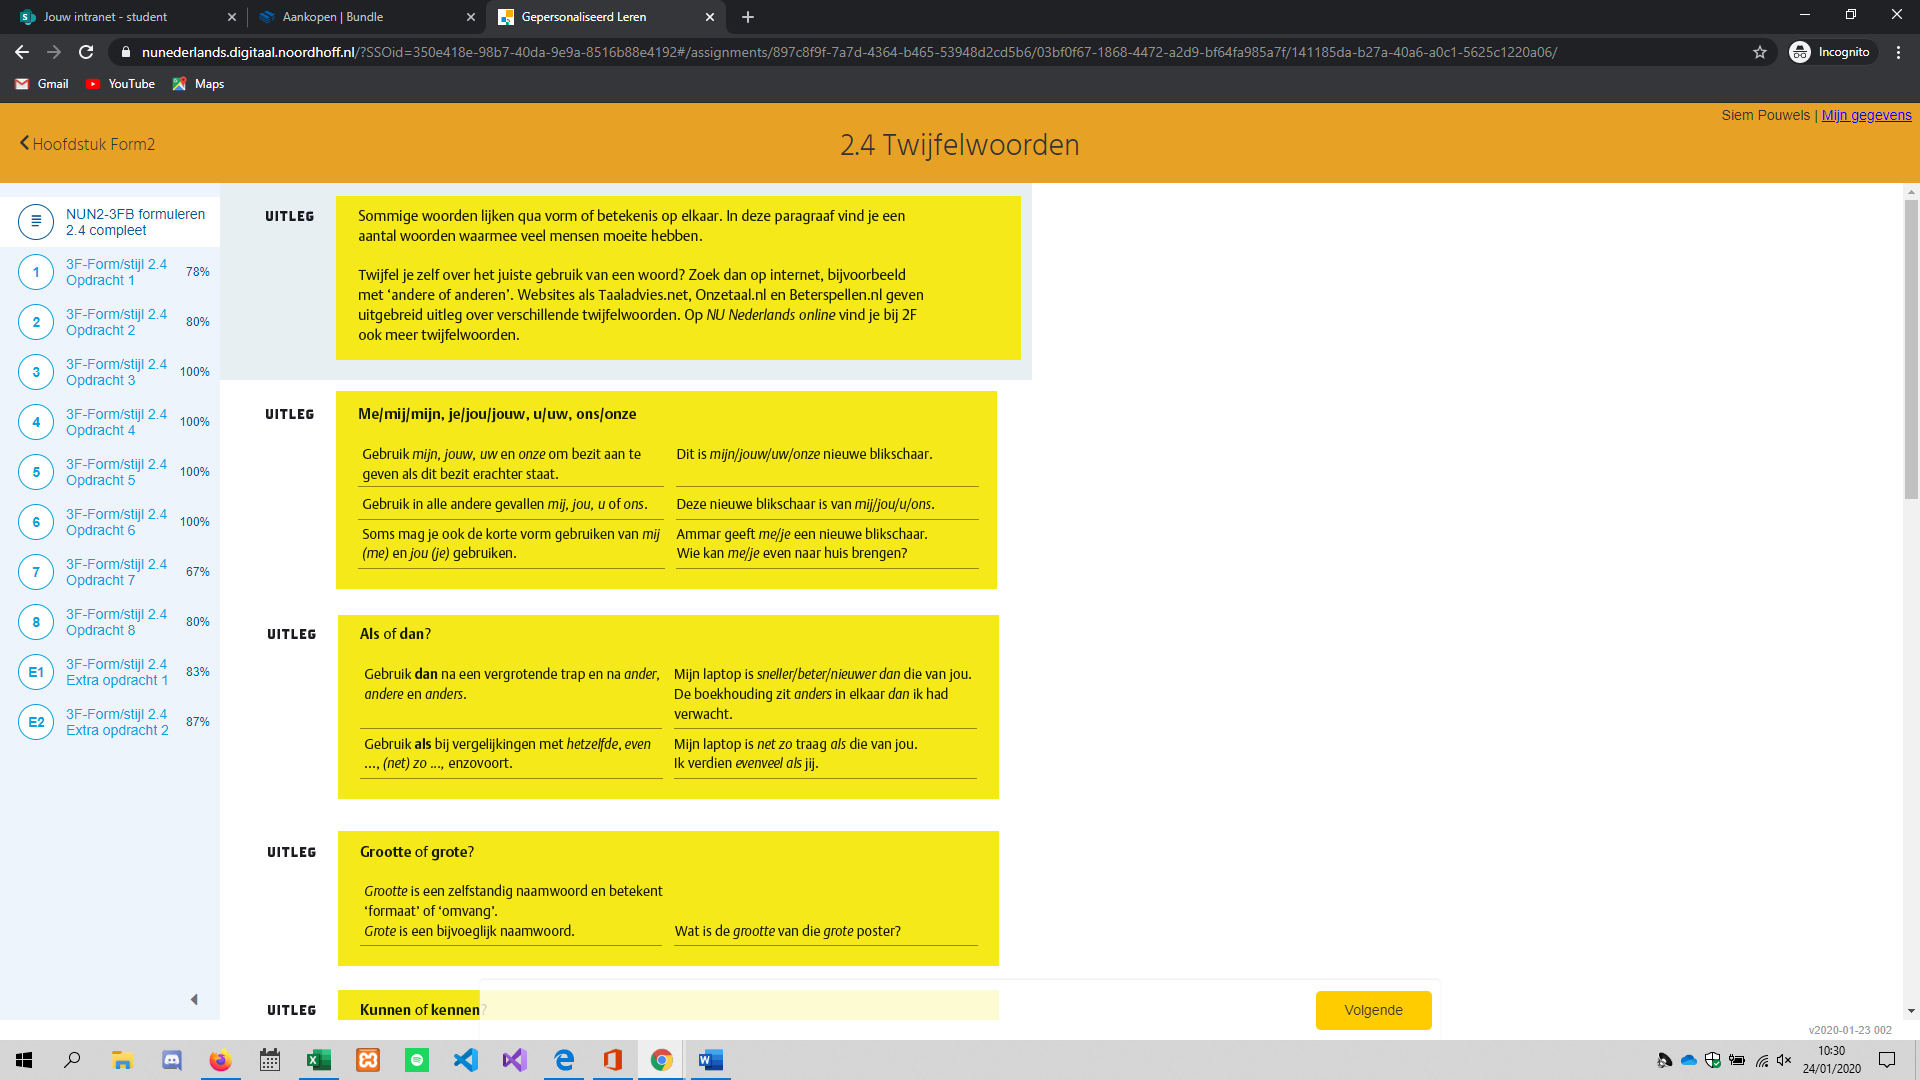 Jouw intranet - student
Aankopen | Bundle
Gepersonaliseerd Leren
nunederlands.digitaal.noordhoff.nl/?SSOid=350e418e-98b7-40da-9e9a-8516b88e4192#/assignments/897c8f9f-7a7d-4364-b465-53948d2cd5b6/03bf0f67-1868-4472-a2d9-bf64fa985a7f/141185da-b27a-40a6-a0c1-5625c1220a06/
Incognito
Gmail
YouTube
Maps
Siem Pouwels | Mijn gegevens
Hoofdstuk Form2
2.4 Twijfelwoorden
NUN2-3FB formuleren
2.4 compleet
1
3F-Form/stijl 2.4
Opdracht 1
78%
2
3F-Form/stijl 2.4
Opdracht 2
80%
3
3F-Form/stijl 2.4
Opdracht 3
100%
4
3F-Form/stijl 2.4
Opdracht 4
100%
5
3F-Form/stijl 2.4
Opdracht 5
100%
6
3F-Form/stijl 2.4
Opdracht 6
100%
7
3F-Form/stijl 2.4
Opdracht 7
67%
8
3F-Form/stijl 2.4
Opdracht 8
80%
E1
3F-Form/stijl 2.4
Extra opdracht 1
83%
E2
3F-Form/stijl 2.4
Extra opdracht 2
87%
UITLEG
Sommige woorden lijken qua vorm of betekenis op elkaar. In deze paragraaf vind je een
aantal woorden waarmee veel mensen moeite hebben.
Twijfel je zelf over het juiste gebruik van een woord? Zoek dan op internet, bijvoorbeeld
met ‘andere of anderen’. Websites als Taaladvies.net, Onzetaal.nl en Beterspellen.nl geven
uitgebreid uitleg over verschillende twijfelwoorden. Op NU Nederlands online vind je bij 2F
ook meer twijfelwoorden.
UITLEG
Me/mij/mijn, je/jou/jouw, u/uw, ons/onze
Gebruik mijn, jouw, uw en onze om bezit aan te
geven als dit bezit erachter staat.
Dit is mijn/jouw/uw/onze nieuwe blikschaar.
Gebruik in alle andere gevallen mij, jou, u of ons.
Deze nieuwe blikschaar is van mij/jou/u/ons.
Soms mag je ook de korte vorm gebruiken van mij
(me) en jou (je) gebruiken.
Ammar geeft me/je een nieuwe blikschaar.
Wie kan me/je even naar huis brengen?
UITLEG
Als of dan?
Gebruik dan na een vergrotende trap en na ander,
andere en anders.
Mijn laptop is sneller/beter/nieuwer dan die van jou.
De boekhouding zit anders in elkaar dan ik had
verwacht.
Gebruik als bij vergelijkingen met hetzelfde, even
..., (net) zo ..., enzovoort.
Mijn laptop is net zo traag als die van jou.
Ik verdien evenveel als jij.
UITLEG
Grootte of grote?
Grootte is een zelfstandig naamwoord en betekent
‘formaat’ of ‘omvang’.
Grote is een bijvoeglijk naamwoord.
Wat is de grootte van die grote poster?
UITLEG
Kunnen of kennen?
Volgende
v2020-01-23 002
10:30
24/01/2020